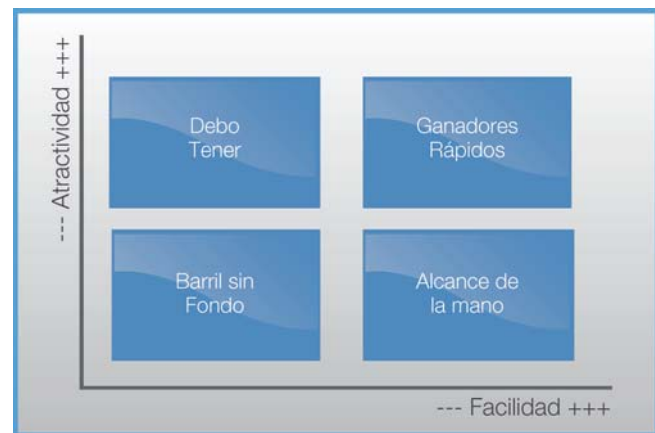 --- Atractividad +++
Debo
Tener
Ganadores
Rápidos
Barril sin
Fondo
Alcance de
la mano
--- Facilidad +++